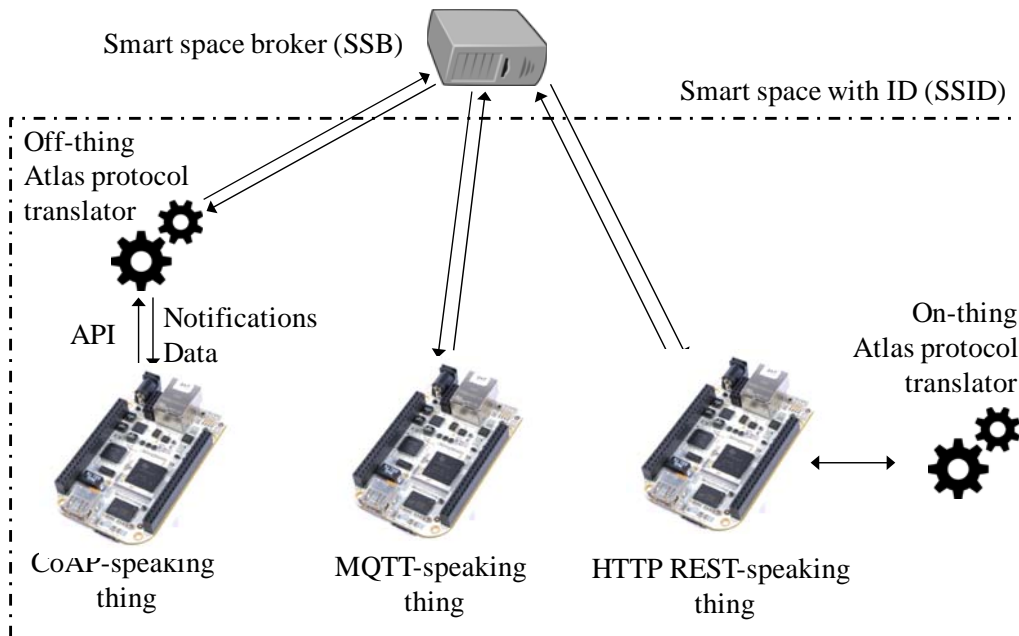 Smart space broker (SSB)
Smart space with ID (SSID)
Off-thing
Atlas protocol
translator
API
Notifications
Data
On-thing
Atlas protocol
translator
CoAP-speaking
thing
MQTT-speaking
thing
HTTP REST-speaking
thing